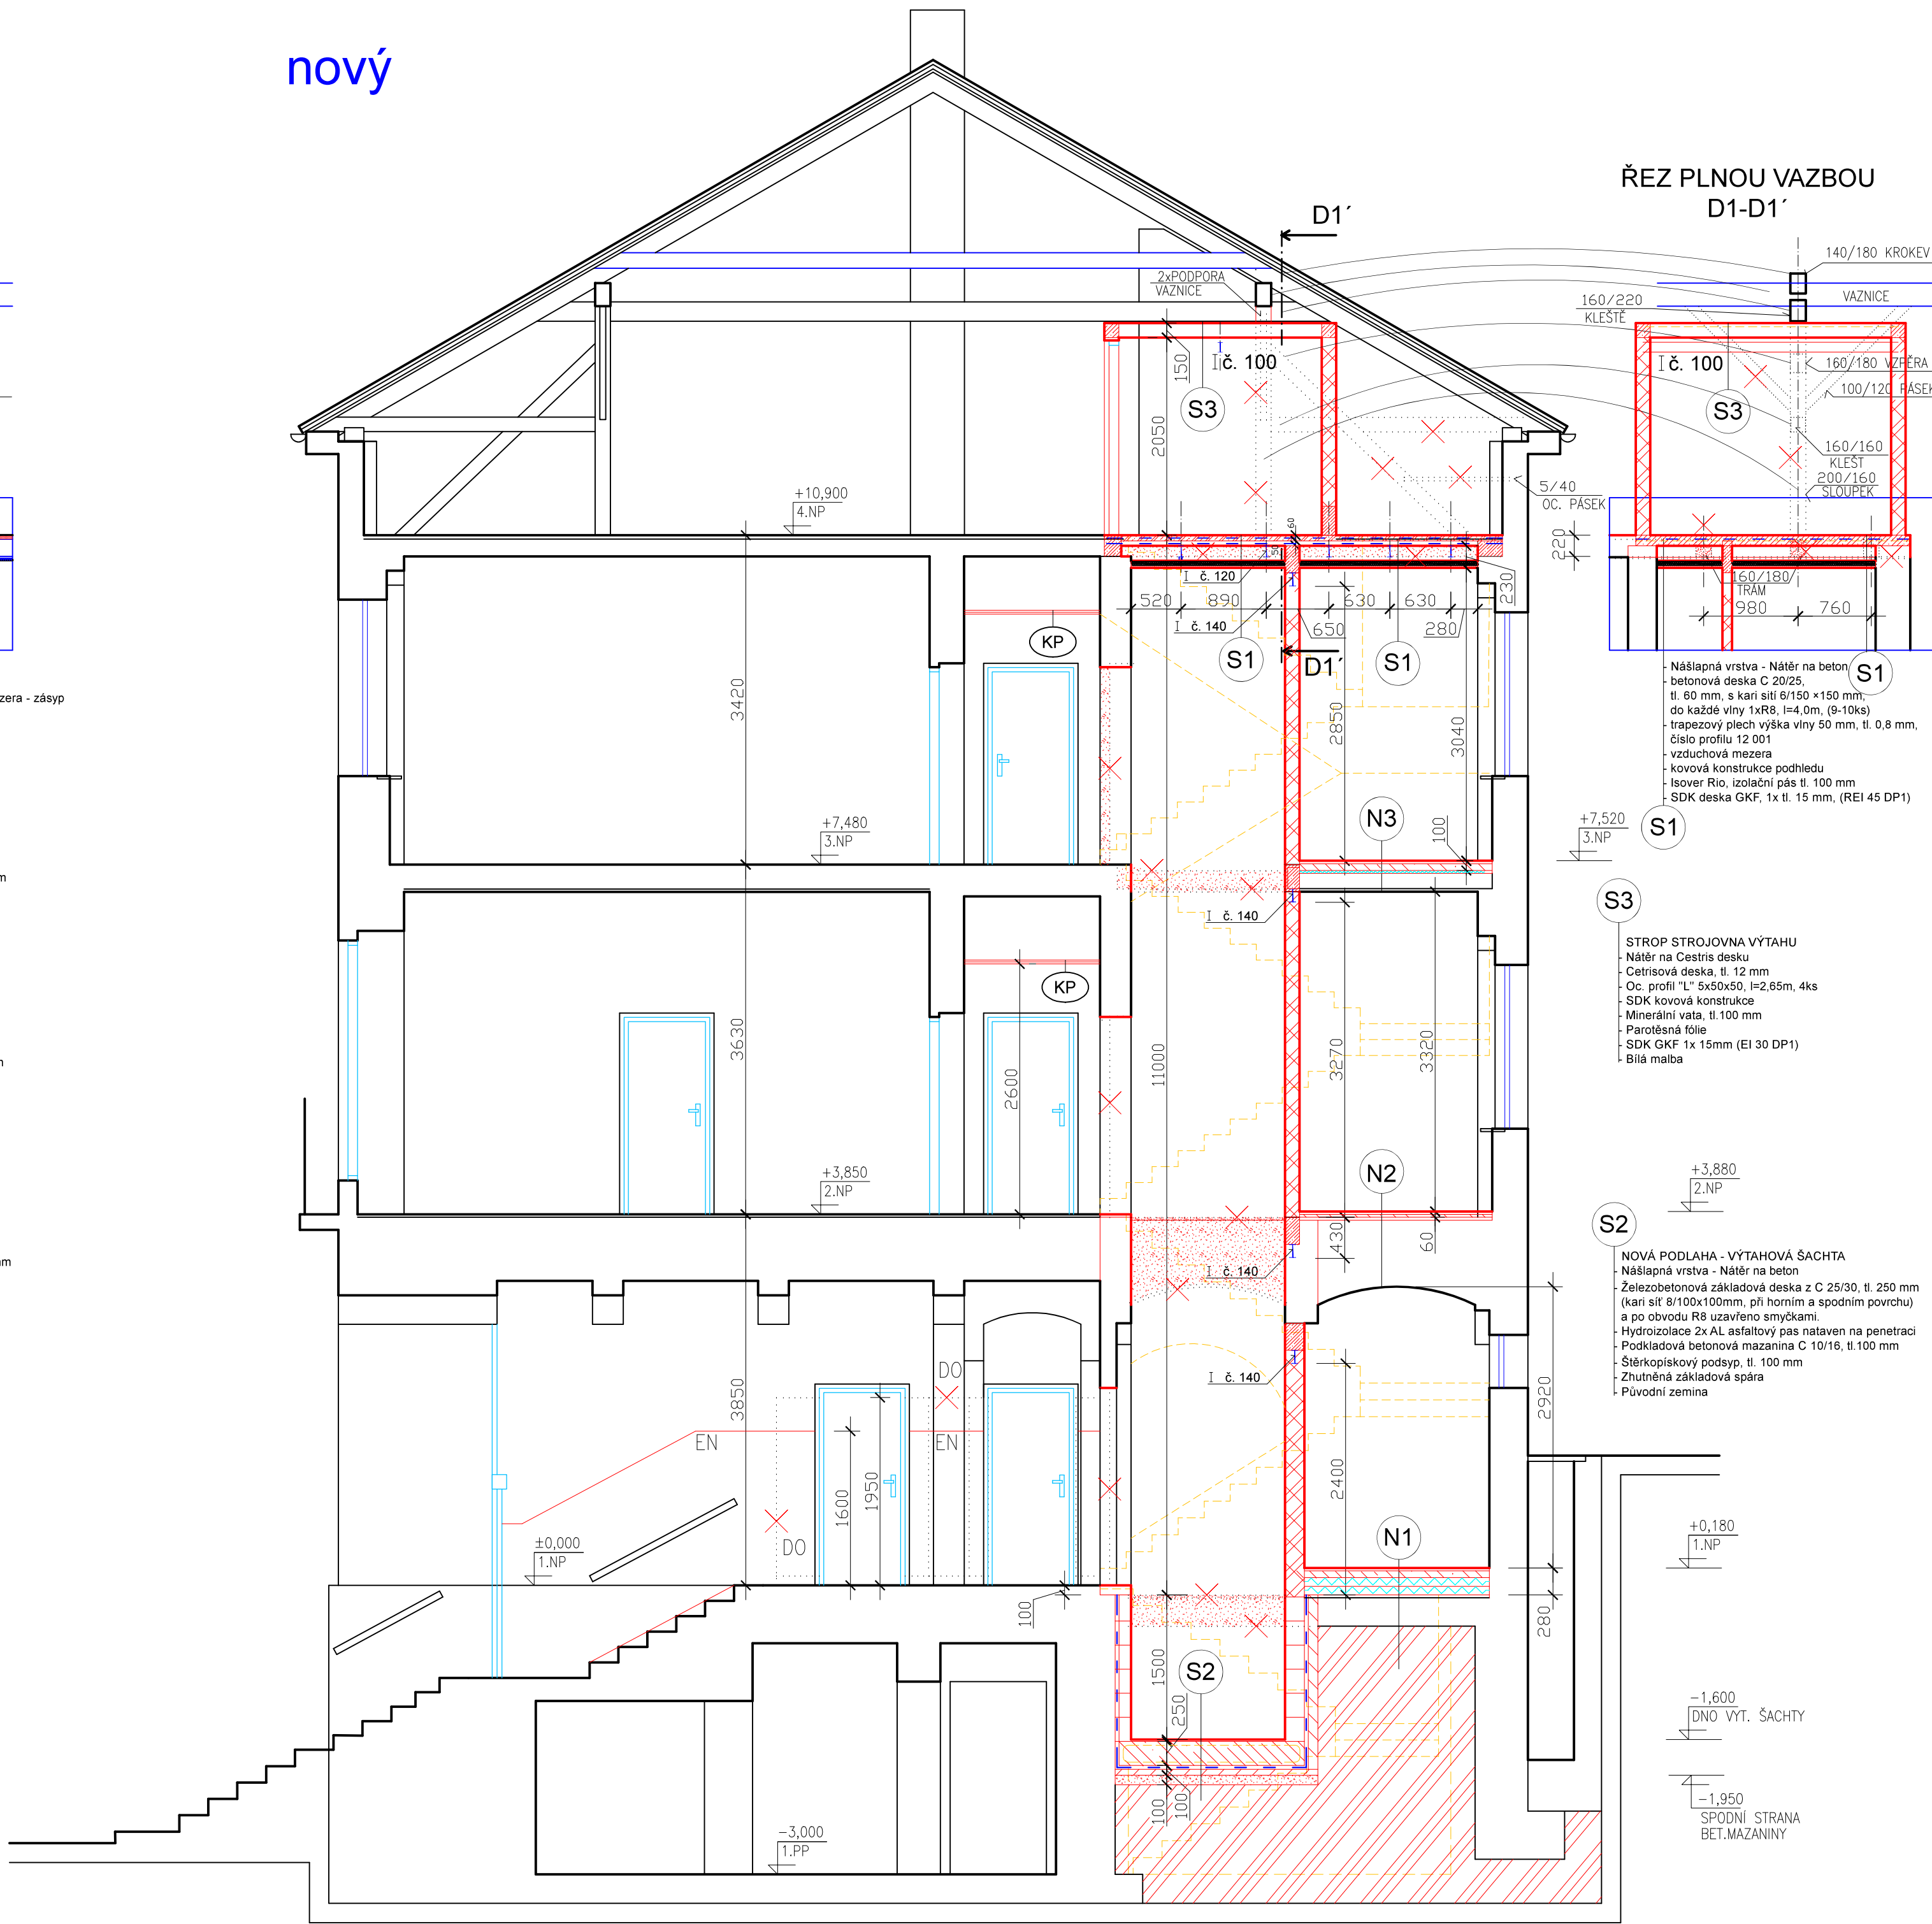 nový
ŘEZ PLNOU VAZBOU
D1-D1´
D1´
2xPODPORA
VAZNICE
140/180 KROKEV
VAZNICE
160/220
KLEŠTĚ
I č. 100
S3
150
2050
I č. 100
S3
160/180 VZPĚRA
100/120 PÁSEK
160/160
KLEŠT
200/160
SLOUPEK
5/40
OC. PÁSEK
+10,900
4.NP
60
50
220
230
I č. 120
520
890
630
630
I č. 140
650
280
S1
S1
D1´
160/180
TRÁM
980
760
S1
KP
- Nášlapná vrstva - Nátěr na beton
- betonová deska C 20/25,
tl. 60 mm, s kari sítí 6/150 ×150 mm,
do každé vlny 1xR8, l=4,0m, (9-10ks)
- trapezový plech výška vlny 50 mm, tl. 0,8 mm,
číslo profilu 12 001
- vzduchová mezera
- kovová konstrukce podhledu
- Isover Rio, izolační pás tl. 100 mm
- SDK deska GKF, 1x tl. 15 mm, (REI 45 DP1)
S1
zera - zásyp
3420
2850
3040
N3
100
+7,480
3.NP
+7,520
3.NP
m
I č. 140
S3
STROP STROJOVNA VÝTAHU
- Nátěr na Cestris desku
- Cetrisová deska, tl. 12 mm
- Oc. profil "L" 5x50x50, l=2,65m, 4ks
- SDK kovová konstrukce
- Minerální vata, tl.100 mm
- Parotěsná fólie
- SDK GKF 1x 15mm (EI 30 DP1)
- Bílá malba
KP
3630
2600
11000
3270
3320
N2
+3,850
2.NP
+3,880
2.NP
430
60
I č. 140
S2
NOVÁ PODLAHA - VÝTAHOVÁ ŠACHTA
- Nášlapná vrstva - Nátěr na beton
- Železobetonová základová deska z C 25/30, tl. 250 mm
(kari síť 8/100x100mm, při horním a spodním povrchu)
a po obvodu R8 uzavřeno smyčkami.
- Hydroizolace 2x AL asfaltový pas nataven na penetraci
- Podkladová betonová mazanina C 10/16, tl.100 mm
- Štěrkopískový podsyp, tl. 100 mm
- Zhutněná základová spára
- Původní zemina
I č. 140
DO
3850
2920
EN
EN
1600
1950
2400
DO
±0,000
1.NP
N1
+0,180
1.NP
100
280
1500
S2
250
-1,600
DNO VÝT. ŠACHTY
100
100
-1,950
SPODNÍ STRANA
BET.MAZANINY
-3,000
1.PP